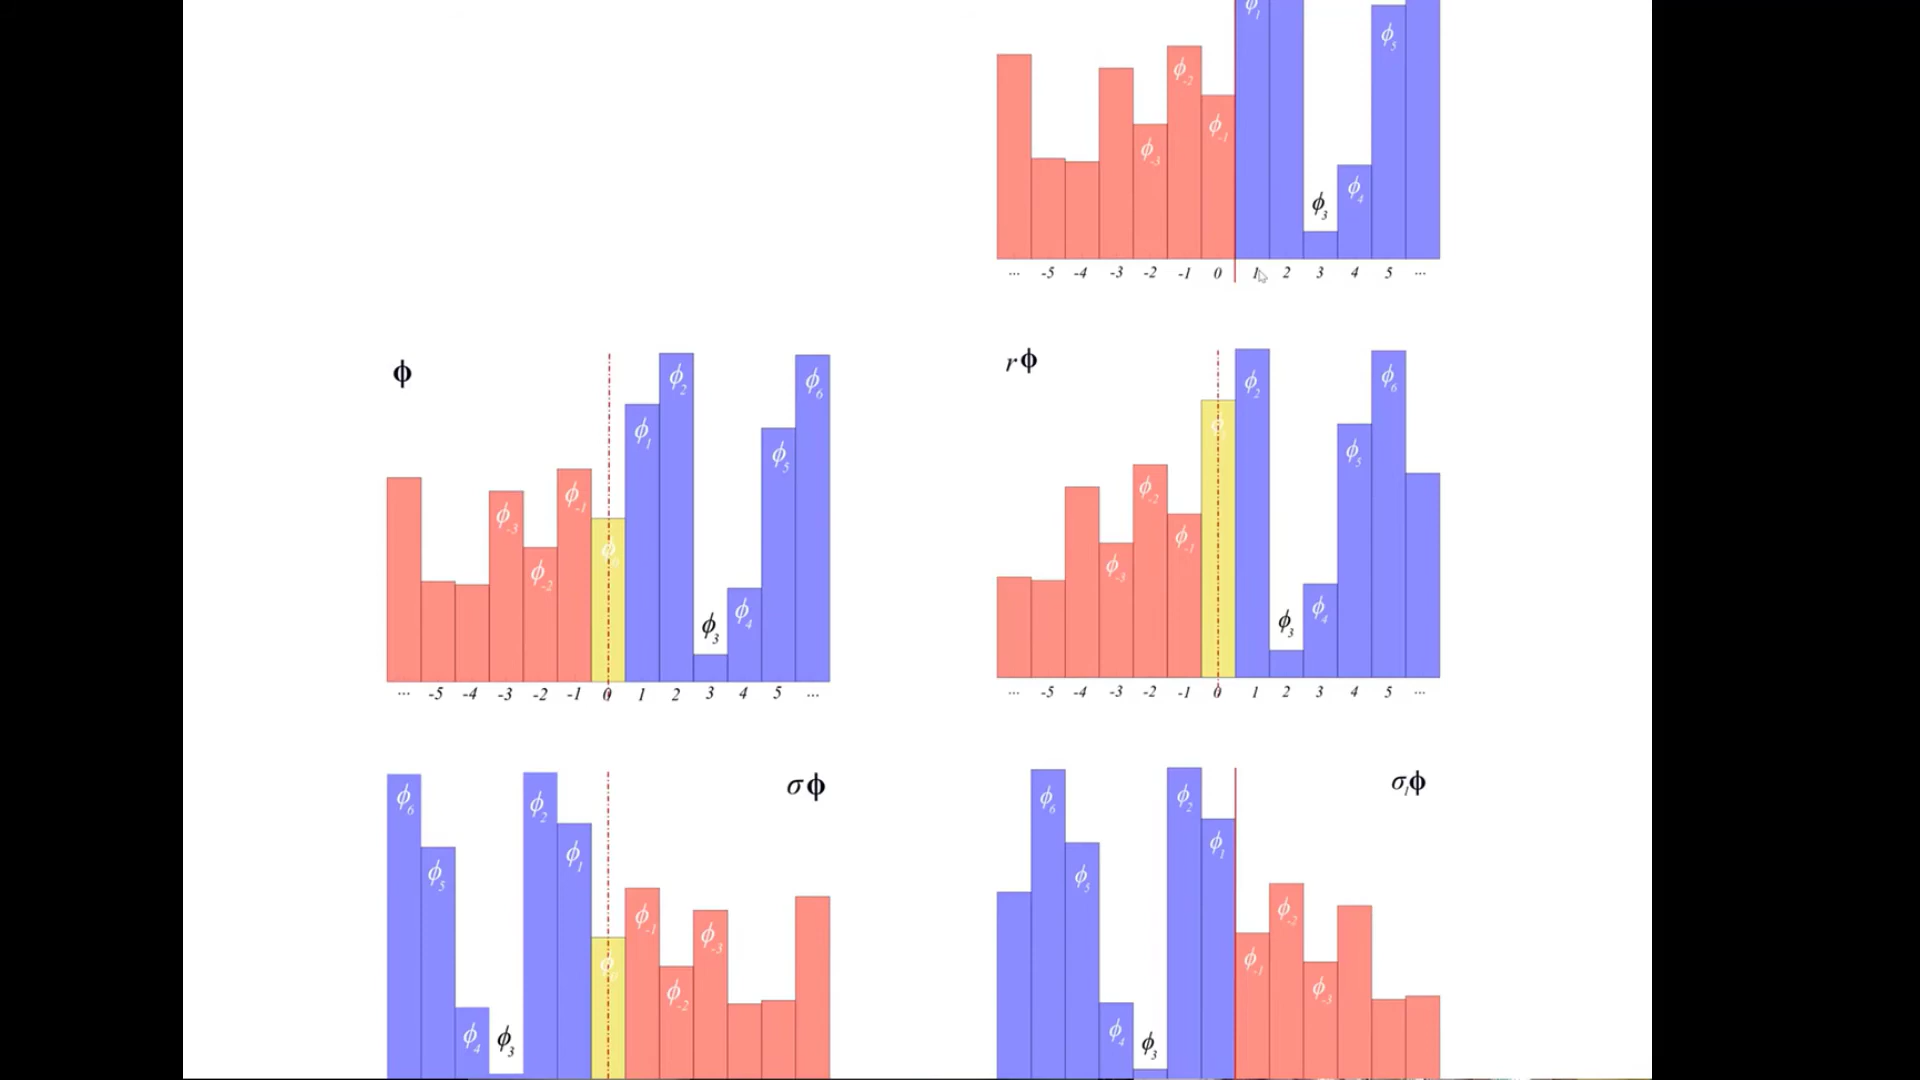 ϕ₁ ϕ₅
ϕ₋₂
ϕ₋₃ ϕ₋₁
ϕ₃ ϕ₄
... -5 -4 -3 -2 -1 0 1 2 3 4 5 ...
ϕ
ϕ₂ ϕ₆
ϕ₁ ϕ₅
ϕ₋₃ ϕ₋₁
ϕ₋₂
ϕ₃ ϕ₄
... -5 -4 -3 -2 -1 0 1 2 3 4 5 ...
rϕ
ϕ₂ ϕ₆
ϕ₅
ϕ₋₂
ϕ₋₃ ϕ₋₁
ϕ₃ ϕ₄
... -5 -4 -3 -2 -1 0 1 2 3 4 5 ...
σϕ
ϕ₆ ϕ₂
ϕ₅ ϕ₁
ϕ₋₁ ϕ₋₃
ϕ₋₂
ϕ₄ ϕ₃
σ₁ϕ
ϕ₆ ϕ₂
ϕ₅ ϕ₁
ϕ₋₂
ϕ₋₁ ϕ₋₃
ϕ₄ ϕ₃